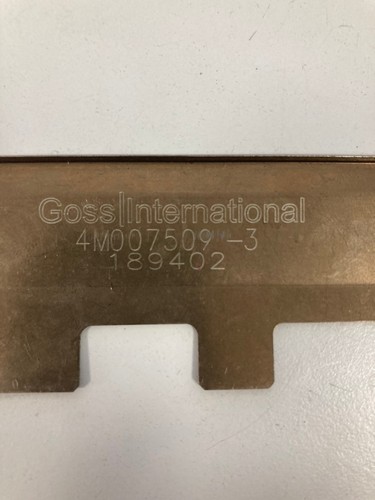 Goss International
4M007509 -3
189402